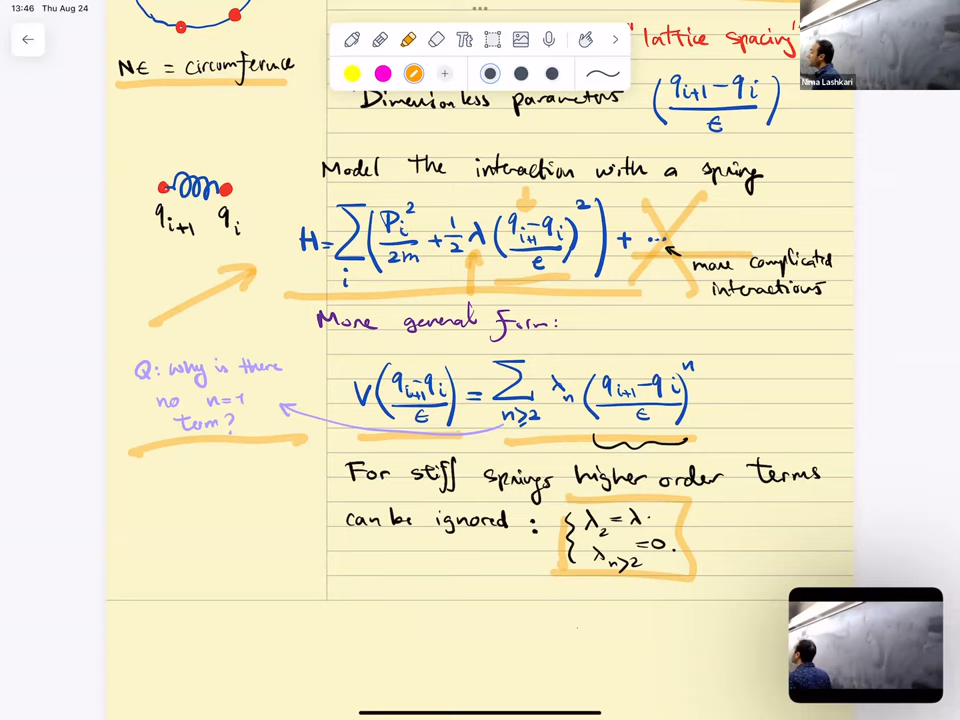 13:46 Thu Aug 24
"lattice spacing"
Nima Lashkari
Nϵ = circumference
Dimensionless parameters (q_{i+1} - q_i / ϵ)
Model the interaction with a spring
q_{i+1} q_i
H = ∑_i (P_i^2 / 2m + 1/2 λ (q_{i+1} - q_i / ϵ)^2) + ...
more complicated
interactions
More general form:
Q: why is there
no n=1
term?
V(q_{i+1} - q_i / ϵ) = ∑_{n≥2} λ_n (q_{i+1} - q_i / ϵ)^n
For stiff springs higher order terms
can be ignored : { λ_2 = λ.
λ_{n>2} = 0.